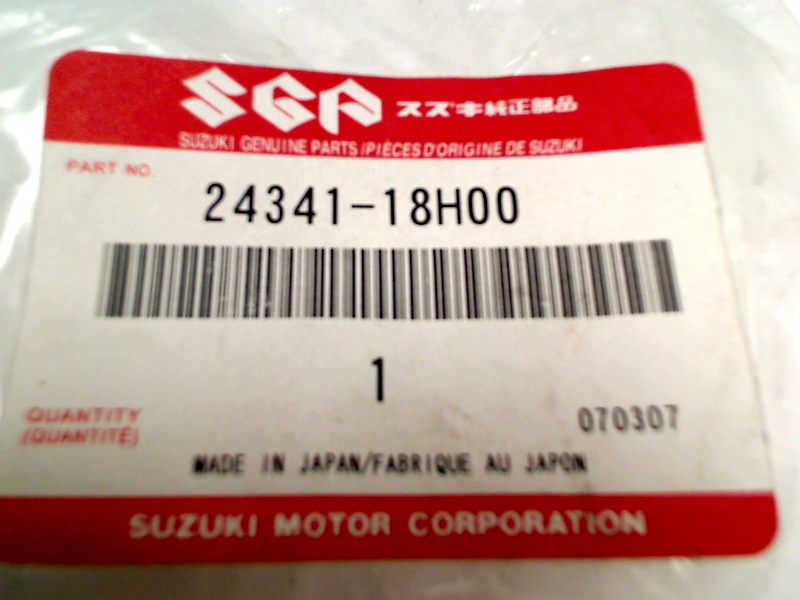 SGP スズキ純正部品
SUZUKI GENUINE PARTS/PIÈCES D'ORIGINE DE SUZUKI
PART NO.
24341-18H00
1
QUANTITY
(QUANTITÉ)
070307
MADE IN JAPAN/FABRIQUE AU JAPON
SUZUKI MOTOR CORPORATION